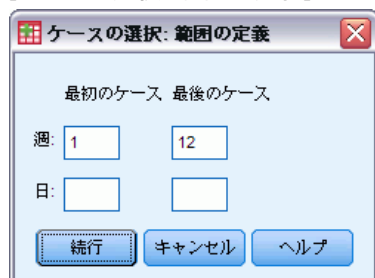 ケースの選択: 範囲の定義
最初のケース 最後のケース
週: 1 12
日:
続行 キャンセル ヘルプ